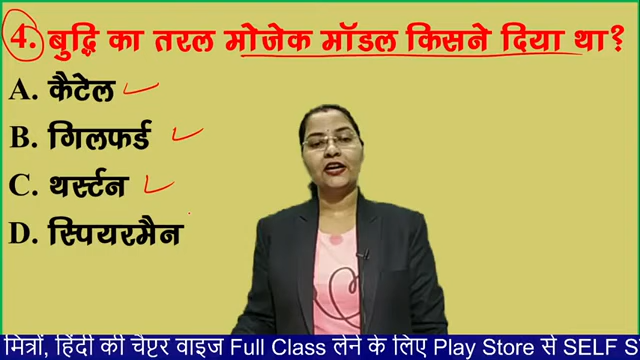 4. बुद्धि का तरल मोजेक मॉडल किसने दिया था?
A. कैटेल
B. गिलफर्ड
C. थर्स्टन
D. स्पियरमैन
मित्रों, हिंदी की चैप्टर वाइज Full Class लेने के लिए Play Store से SELF S